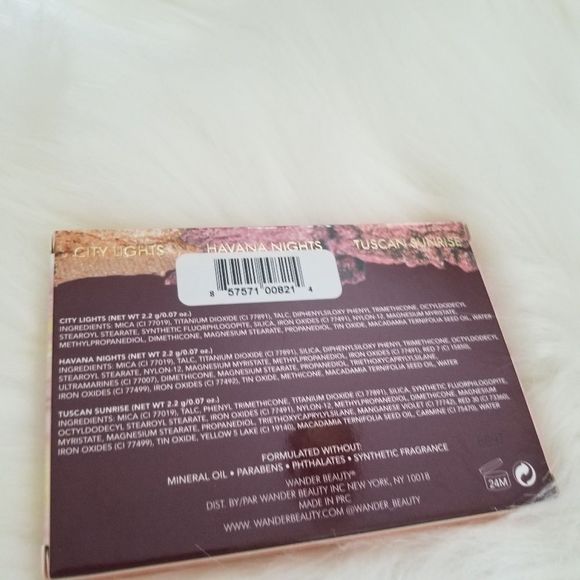 CITY LIGHTS HAVANA NIGHTS TUSCAN SUNRISE
8 57571 00821 4
CITY LIGHTS (NET WT 2.2 g/0.07 oz.)
INGREDIENTS: MICA (CI 77019), TITANIUM DIOXIDE (CI 77891), TALC, DIPHENYLSILOXY PHENYL TRIMETHICONE, OCTYLDODECYL
STEAROYL STEARATE, SYNTHETIC FLUORPHLOGOPITE, SILICA, IRON OXIDES (CI 77491), NYLON-12, MAGNESIUM MYRISTATE,
METHYLPROPANEDIOL, DIMETHICONE, MAGNESIUM STEARATE, PROPANEDIOL, TIN OXIDE, MACADAMIA TERNIFOLIA SEED OIL, WATER
HAVANA NIGHTS (NET WT 2.2 g/0.07 oz.)
INGREDIENTS: MICA (CI 77019), TALC, TITANIUM DIOXIDE (CI 77891), DIPHENYLSILOXY PHENYL TRIMETHICONE, OCTYLDODECYL
STEAROYL STEARATE, NYLON-12, MAGNESIUM MYRISTATE, METHYLPROPANEDIOL, IRON OXIDES (CI 77491), RED 7 (CI 15850),
ULTRAMARINES (CI 77007), DIMETHICONE, MAGNESIUM STEARATE, PROPANEDIOL, TRIETHOXYCAPRYLYLSILANE,
IRON OXIDES (CI 77499), IRON OXIDES (CI 77492), TIN OXIDE, METHICONE, MACADAMIA TERNIFOLIA SEED OIL, WATER
TUSCAN SUNRISE (NET WT 2.2 g/0.07 oz.)
INGREDIENTS: MICA (CI 77019), TALC, PHENYL TRIMETHICONE, TITANIUM DIOXIDE (CI 77891), SILICA, SYNTHETIC FLUORPHLOGOPITE,
OCTYLDODECYL STEAROYL STEARATE, IRON OXIDES (CI 77491), NYLON-12, METHYLPROPANEDIOL, DIMETHICONE, MAGNESIUM
MYRISTATE, MAGNESIUM STEARATE, PROPANEDIOL, TRIETHOXYCAPRYLYLSILANE, MANGANESE VIOLET (CI 77742), RED 30 (CI 73360),
IRON OXIDES (CI 77499), TIN OXIDE, YELLOW 5 LAKE (CI 19140), MACADAMIA TERNIFOLIA SEED OIL, CARMINE (CI 75470), WATER
FORMULATED WITHOUT:
MINERAL OIL • PARABENS • PHTHALATES • SYNTHETIC FRAGRANCE
WANDER BEAUTY®
DIST. BY/PAR WANDER BEAUTY INC NEW YORK, NY 10018
MADE IN PRC
WWW.WANDERBEAUTY.COM @WANDER_BEAUTY
24M